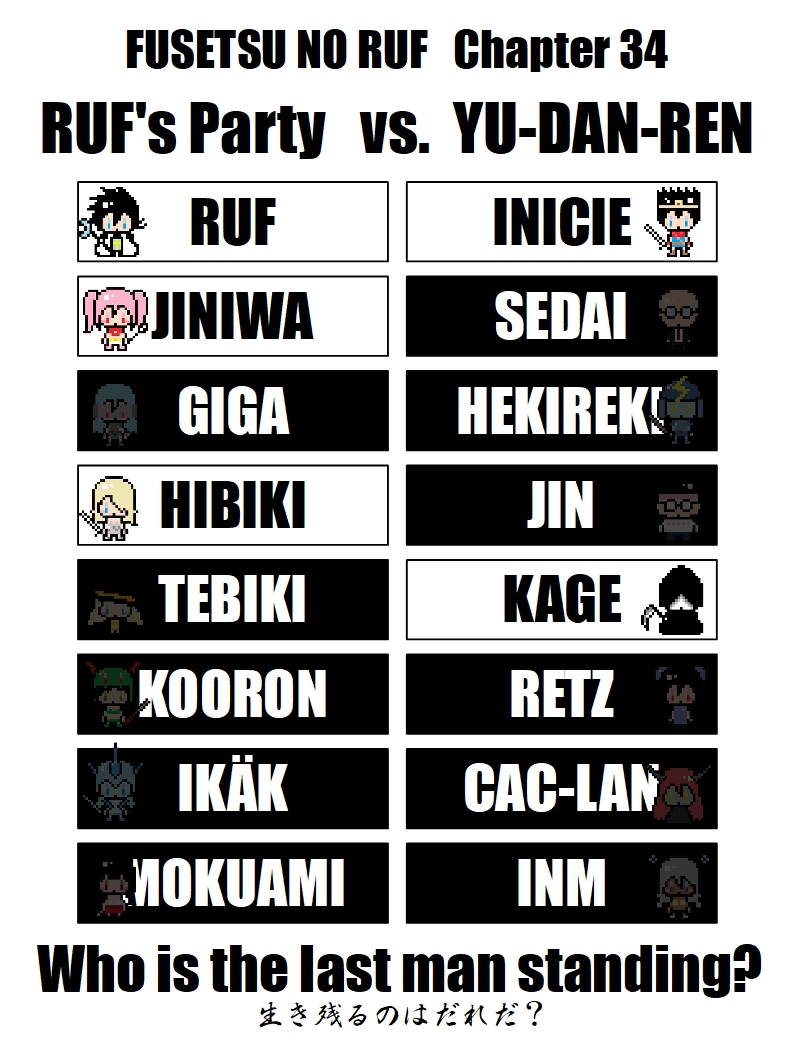 FUSETSU NO RUF Chapter 34
RUF's Party vs. YU-DAN-REN
RUF INICIE
JINIWA SEDAI
GIGA HEKIREKI
HIBIKI JIN
TEBIKI KAGE
KOORON RETZ
IKÄK CAC-LAN
MOKUAMI INM
Who is the last man standing?
生き残るのはだれだ？